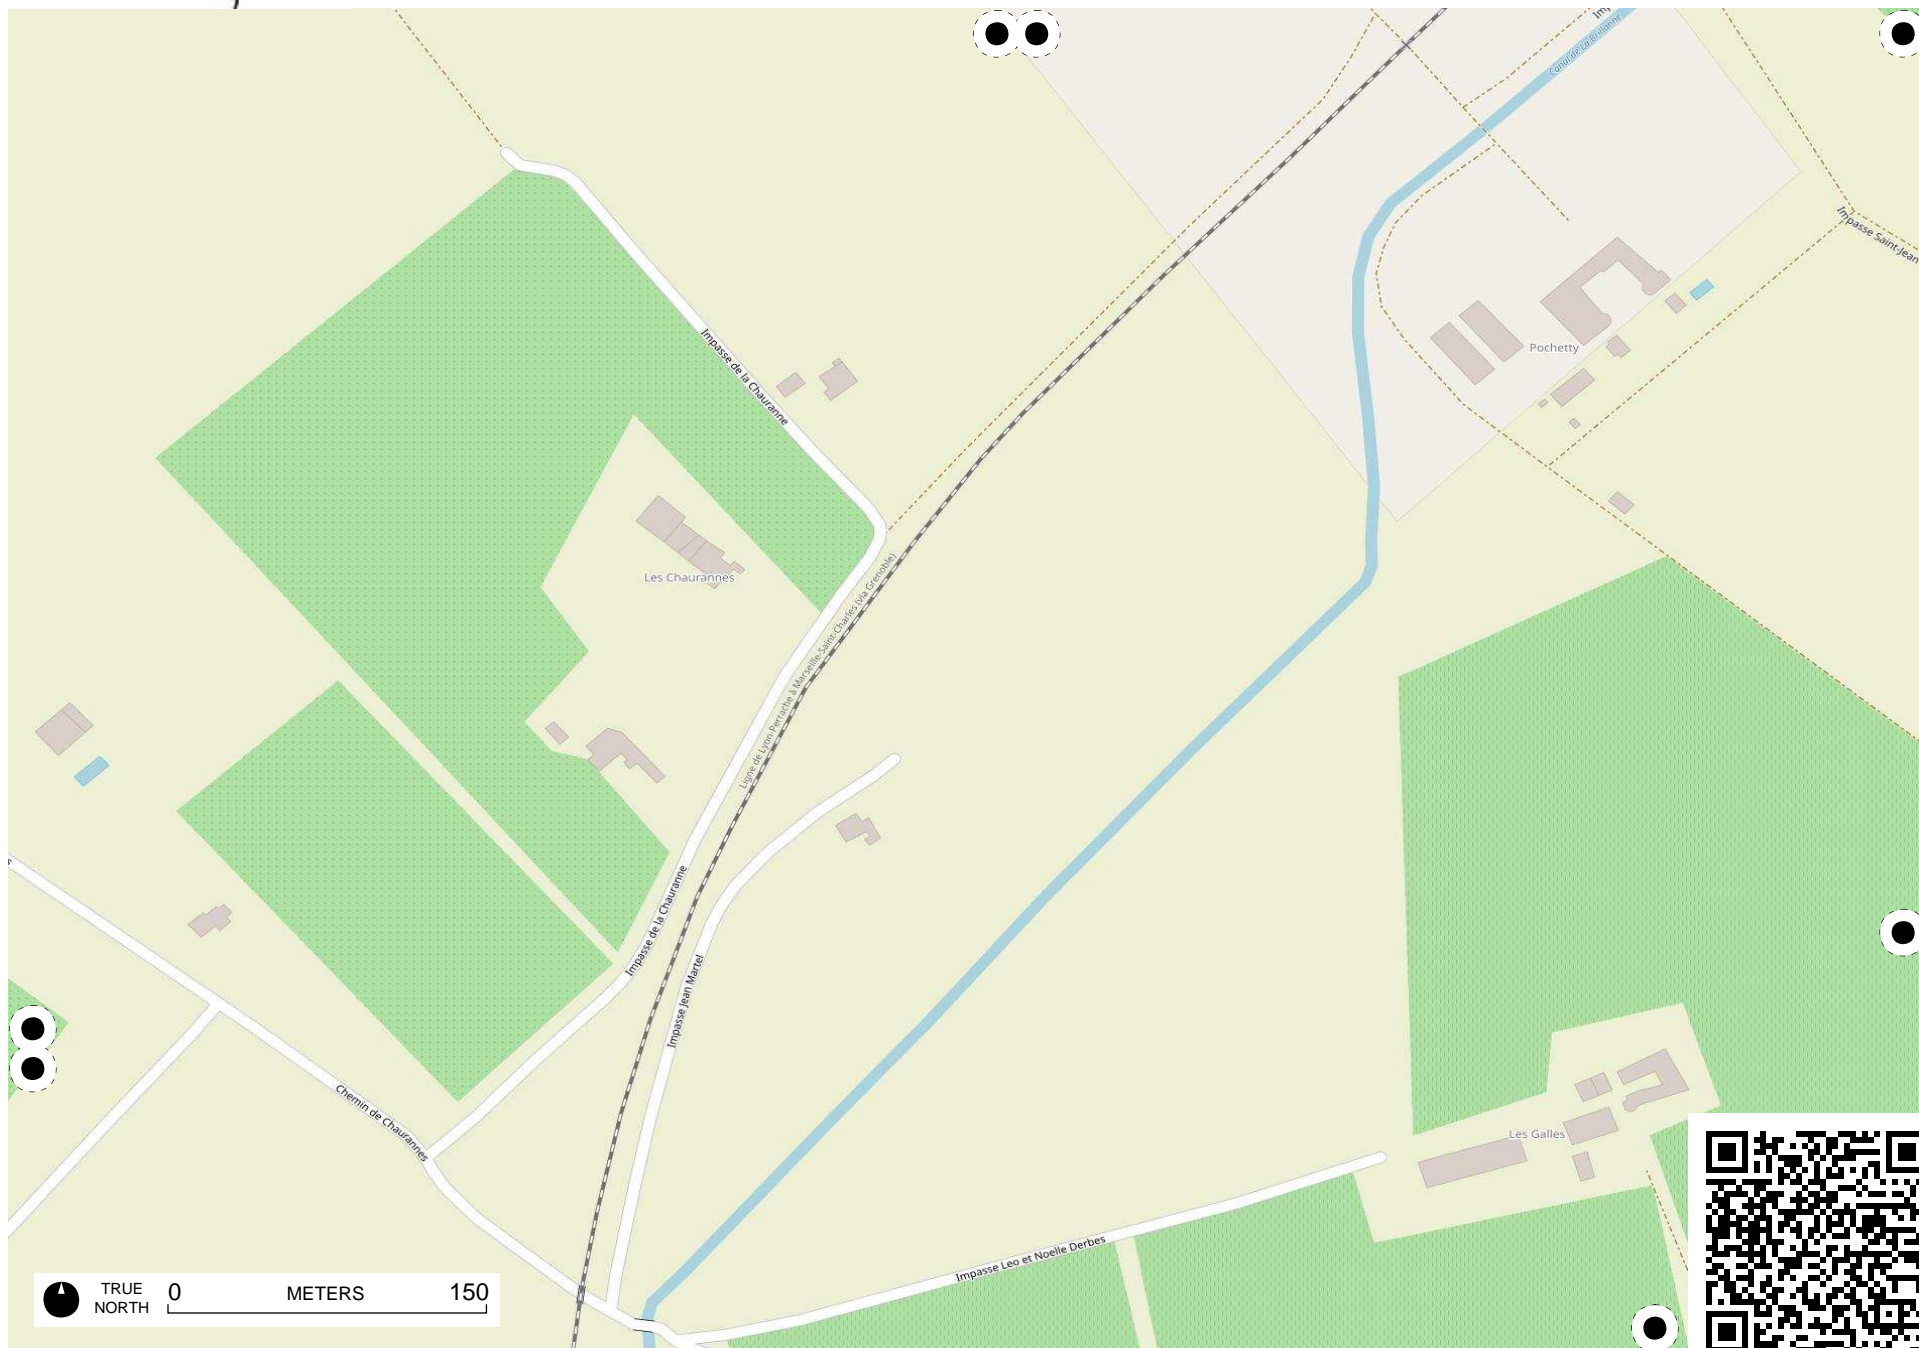 Canal de La Brillanne
Impasse Saint-Jean
Impasse de la Chauranne
Pochetty
Les Chaurannes
Ligne de Lyon-Perrache à Marseille-Saint-Charles (via Grenoble)
Impasse de la Chauranne
Impasse Jean Martel
Chemin de Chaurannes
Les Galles
Impasse Leo et Noelle Derbes
TRUE
NORTH
0 METERS 150